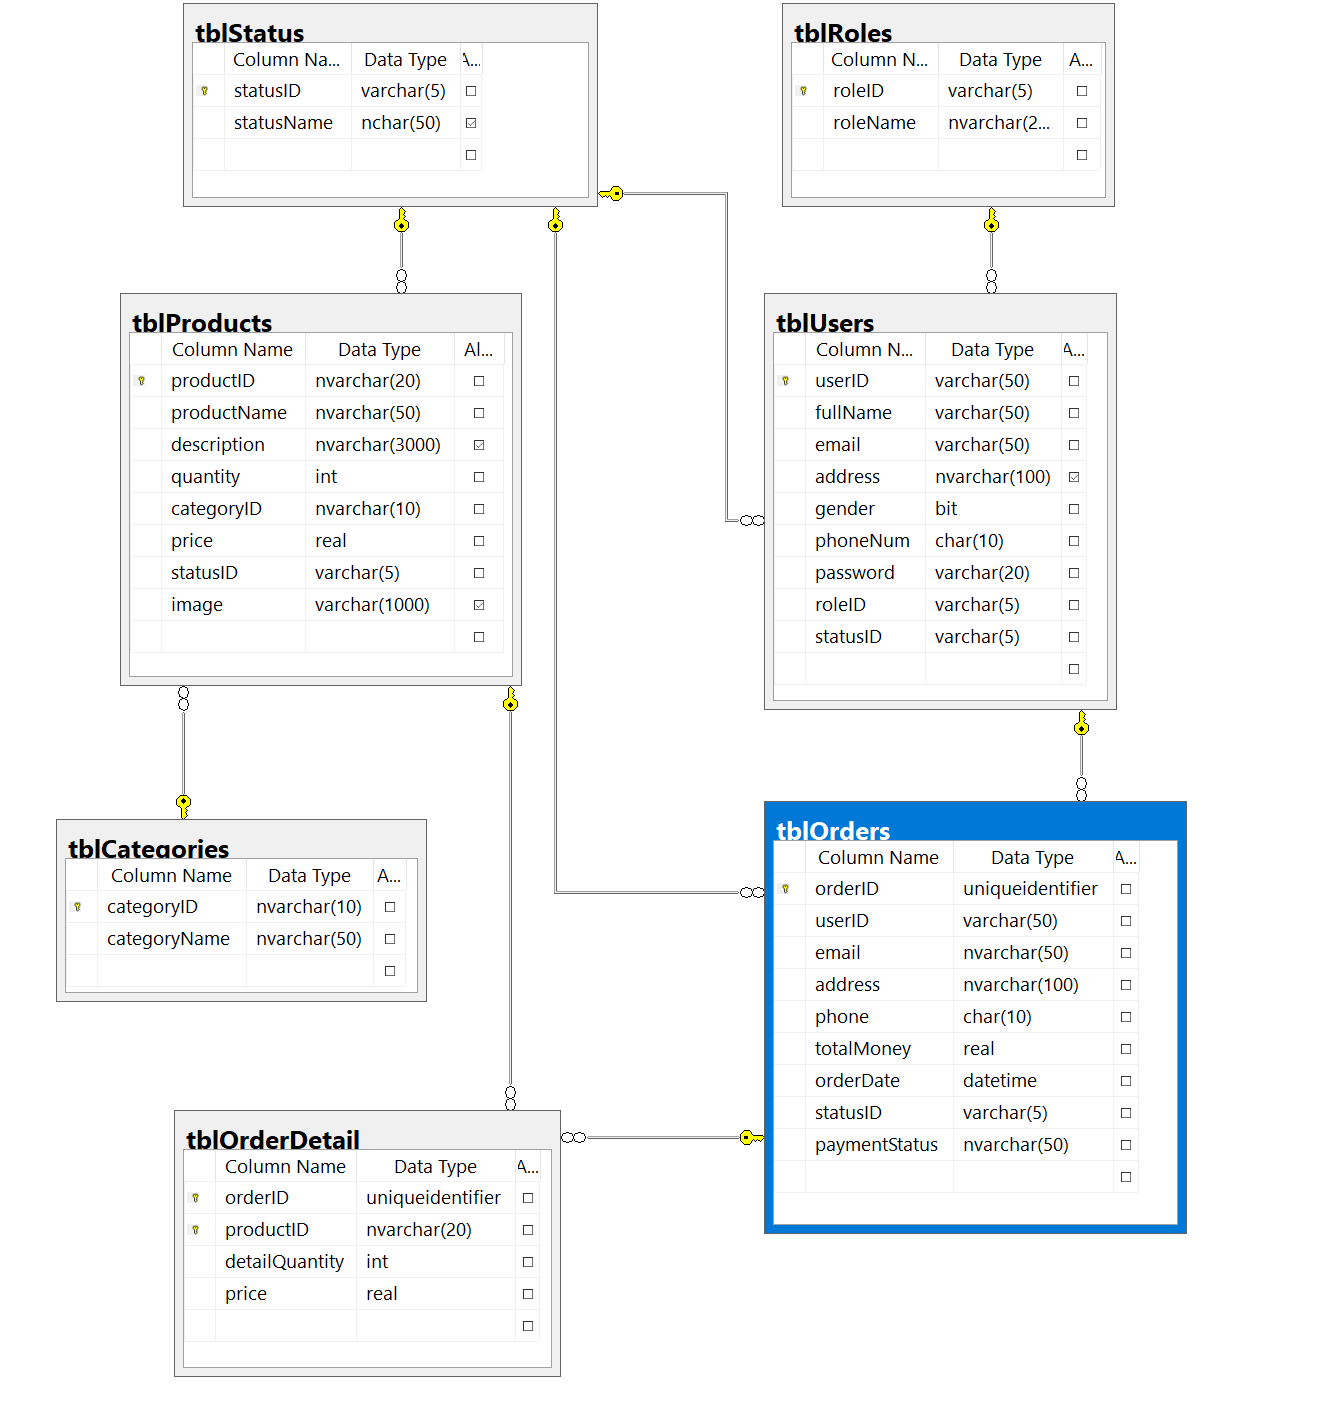 tblStatus
Column Na... Data Type A...
statusID varchar(5)
statusName nchar(50)
tblRoles
Column N... Data Type A...
roleID varchar(5)
roleName nvarchar(2...
tblProducts
Column Name Data Type Al...
productID nvarchar(20)
productName nvarchar(50)
description nvarchar(3000)
quantity int
categoryID nvarchar(10)
price real
statusID varchar(5)
image varchar(1000)
tblUsers
Column N... Data Type A...
userID varchar(50)
fullName varchar(50)
email varchar(50)
address nvarchar(100)
gender bit
phoneNum char(10)
password varchar(20)
roleID varchar(5)
statusID varchar(5)
tblCategories
Column Name Data Type A...
categoryID nvarchar(10)
categoryName nvarchar(50)
tblOrders
Column Name Data Type A...
orderID uniqueidentifier
userID varchar(50)
email nvarchar(50)
address nvarchar(100)
phone char(10)
totalMoney real
orderDate datetime
statusID varchar(5)
paymentStatus nvarchar(50)
tblOrderDetail
Column Name Data Type A...
orderID uniqueidentifier
productID nvarchar(20)
detailQuantity int
price real